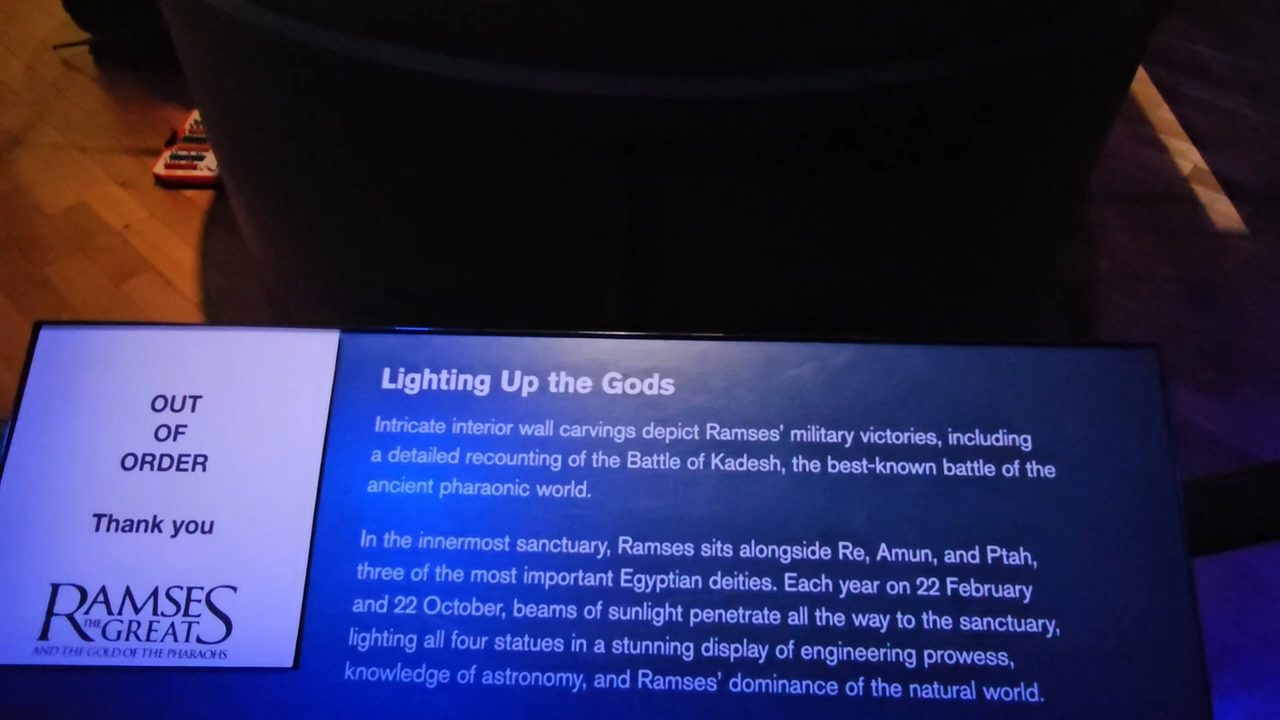 OUT
OF
ORDER
Thank you
RAMSES
THE GREAT
AND THE GOLD OF THE PHARAOHS
Lighting Up the Gods
Intricate interior wall carvings depict Ramses’ military victories, including
a detailed recounting of the Battle of Kadesh, the best-known battle of the
ancient pharaonic world.
In the innermost sanctuary, Ramses sits alongside Re, Amun, and Ptah,
three of the most important Egyptian deities. Each year on 22 February
and 22 October, beams of sunlight penetrate all the way to the sanctuary,
lighting all four statues in a stunning display of engineering prowess,
knowledge of astronomy, and Ramses’ dominance of the natural world.